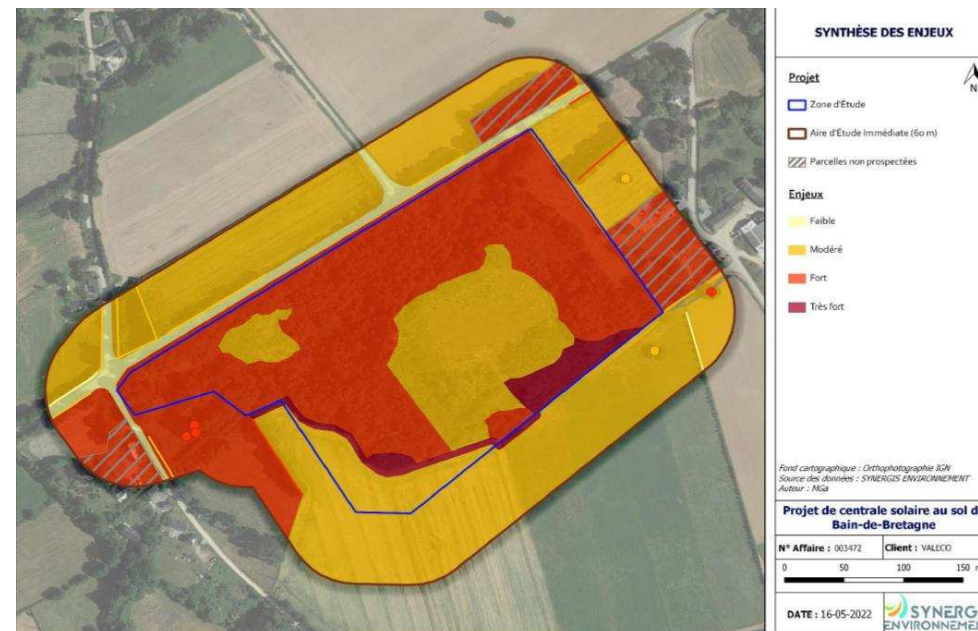 SYNTHÈSE DES ENJEUX
N
Projet
Zone d'Étude
Aire d'Étude Immédiate (60 m)
Parcelles non prospectées
Enjeux
Faible
Modéré
Fort
Très fort
Fond cartographique : Orthophotographie IGN
Source des données : SYNERGIS ENVIRONNEMENT
Auteur : MGa
Projet de centrale solaire au sol d
Bain-de-Bretagne
N° Affaire : 003472 Client : VALECO
0 50 100 150
DATE : 16-05-2022
SYNERG
ENVIRONNEME